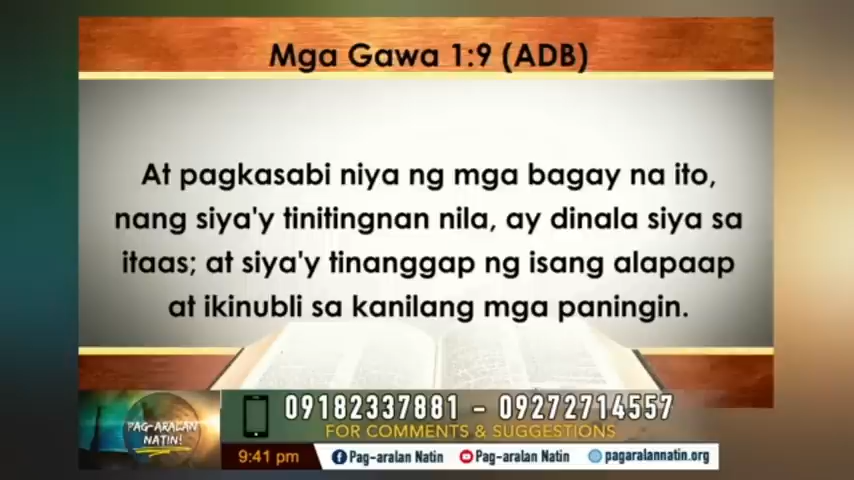 Mga Gawa 1:9 (ADB)
At pagkasabi niya ng mga bagay na ito,
nang siya'y tinitingnan nila, ay dinala siya sa
itaas; at siya'y tinanggap ng isang alapaap
at ikinubli sa kanilang mga paningin.
PAG-ARALAN
NATIN!
09182337881 - 09272714557
FOR COMMENTS & SUGGESTIONS
9:41 pm
Pag-aralan Natin
Pag-aralan Natin
pagaralannatin.org